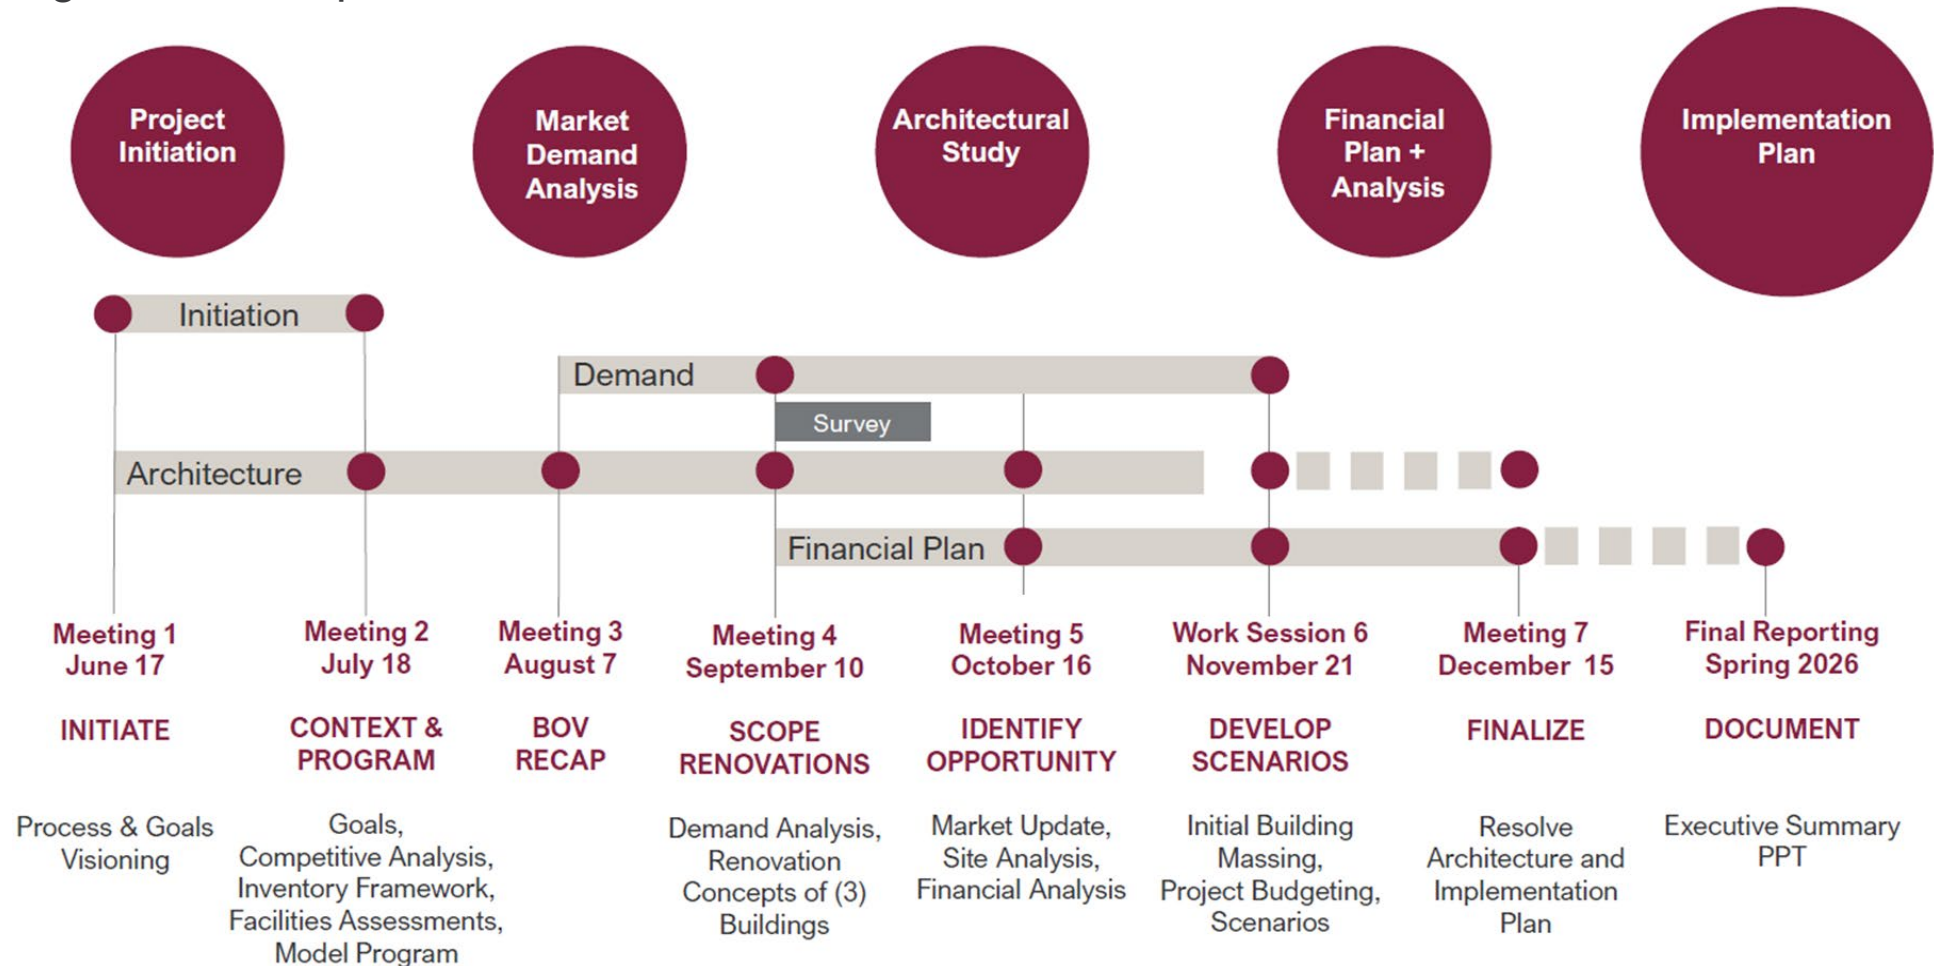 Project
Initiation
Market
Demand
Analysis
Architectural
Study
Financial
Plan +
Analysis
Implementation
Plan
Initiation
Demand
Survey
Architecture
Financial Plan
Meeting 1
June 17
INITIATE
Process & Goals
Visioning
Meeting 2
July 18
CONTEXT &
PROGRAM
Goals,
Competitive Analysis,
Inventory Framework,
Facilities Assessments,
Model Program
Meeting 3
August 7
BOV
RECAP
Meeting 4
September 10
SCOPE
RENOVATIONS
Demand Analysis,
Renovation
Concepts of (3)
Buildings
Meeting 5
October 16
IDENTIFY
OPPORTUNITY
Market Update,
Site Analysis,
Financial Analysis
Work Session 6
November 21
DEVELOP
SCENARIOS
Initial Building
Massing,
Project Budgeting,
Scenarios
Meeting 7
December 15
FINALIZE
Resolve
Architecture and
Implementation
Plan
Final Reporting
Spring 2026
DOCUMENT
Executive Summary
PPT